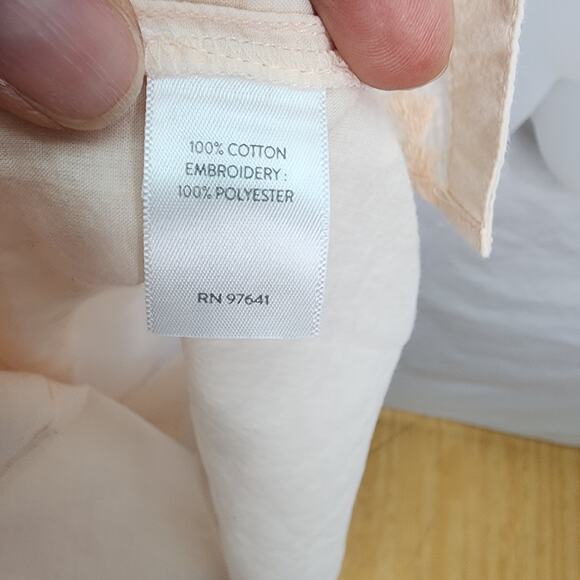 100% COTTON
EMBROIDERY:
100% POLYESTER
RN 97641